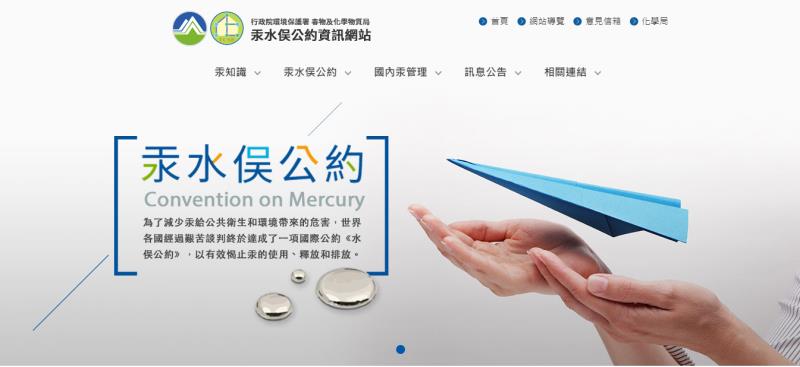 行政院環境保護署 毒物及化學物質局
汞水俣公約資訊網站
首頁 網站導覽 意見信箱 化學局
汞知識 汞水俣公約 國內汞管理 訊息公告 相關連結
汞水俣公約
Convention on Mercury
為了減少汞給公共衛生和環境帶來的危害，世界
各國經過艱苦談判終於達成了一項國際公約《水
俣公約》，以有效惕止汞的使用、釋放和排放。